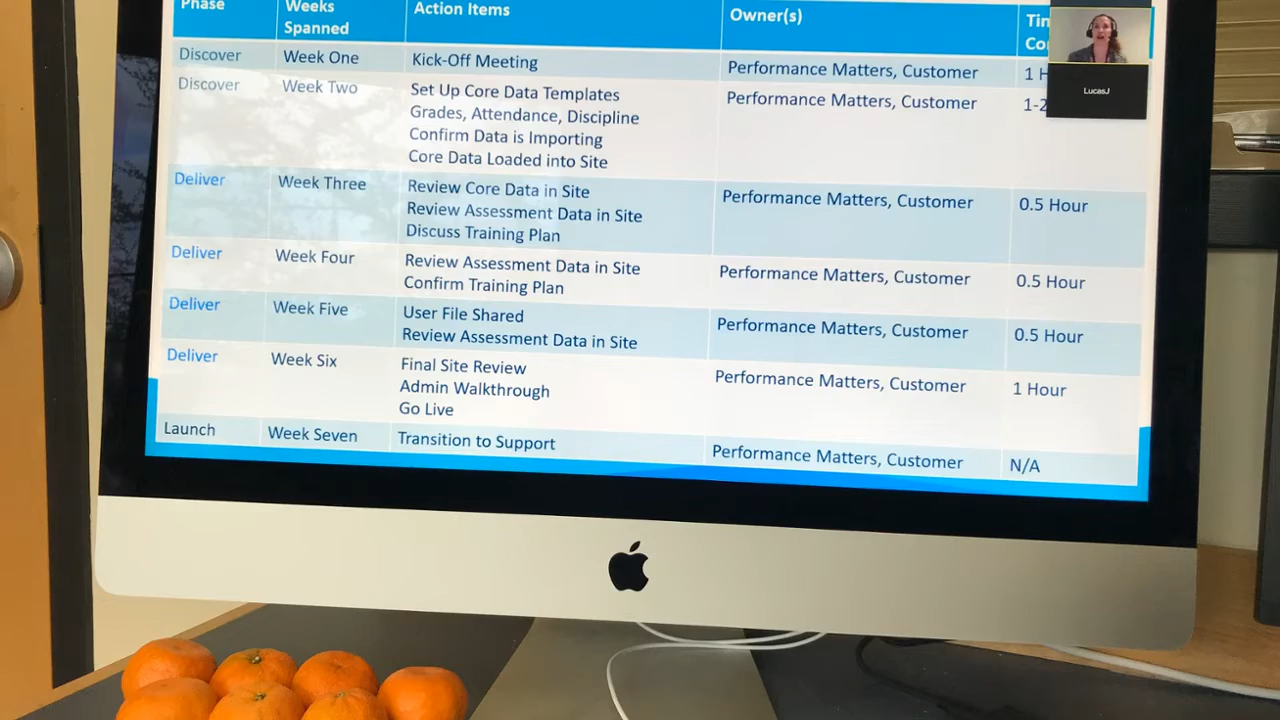 Phase Weeks Spanned Action Items Owner(s)
Discover Week One Kick-Off Meeting Performance Matters, Customer 1
Discover Week Two Set Up Core Data Templates Performance Matters, Customer 1-2
Grades, Attendance, Discipline
Confirm Data is Importing
Core Data Loaded into Site
Deliver Week Three Review Core Data in Site Performance Matters, Customer 0.5 Hour
Review Assessment Data in Site
Discuss Training Plan
Deliver Week Four Review Assessment Data in Site Performance Matters, Customer 0.5 Hour
Confirm Training Plan
Deliver Week Five User File Shared Performance Matters, Customer 0.5 Hour
Review Assessment Data in Site
Deliver Week Six Final Site Review Performance Matters, Customer 1 Hour
Admin Walkthrough
Go Live
Launch Week Seven Transition to Support Performance Matters, Customer N/A
LucasJ